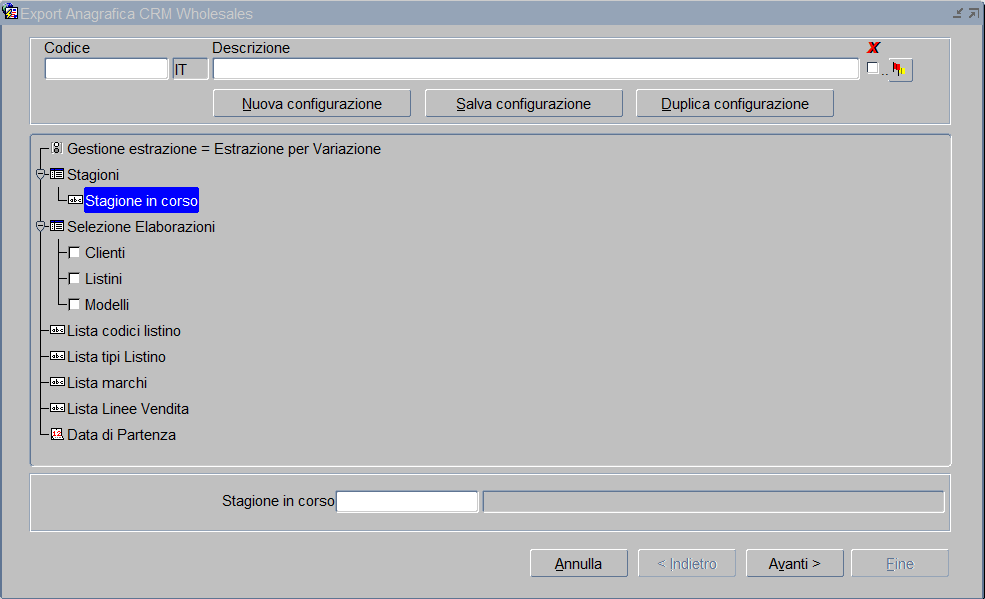 Export Anagrafica CRM Wholesales
Codice Descrizione
IT
Nuova configurazione Salva configurazione Duplica configurazione
Gestione estrazione = Estrazione per Variazione
Stagioni
Stagione in corso
Selezione Elaborazioni
Clienti
Listini
Modelli
Lista codici listino
Lista tipi Listino
Lista marchi
Lista Linee Vendita
Data di Partenza
Stagione in corso
Annulla < Indietro Avanti > Fine